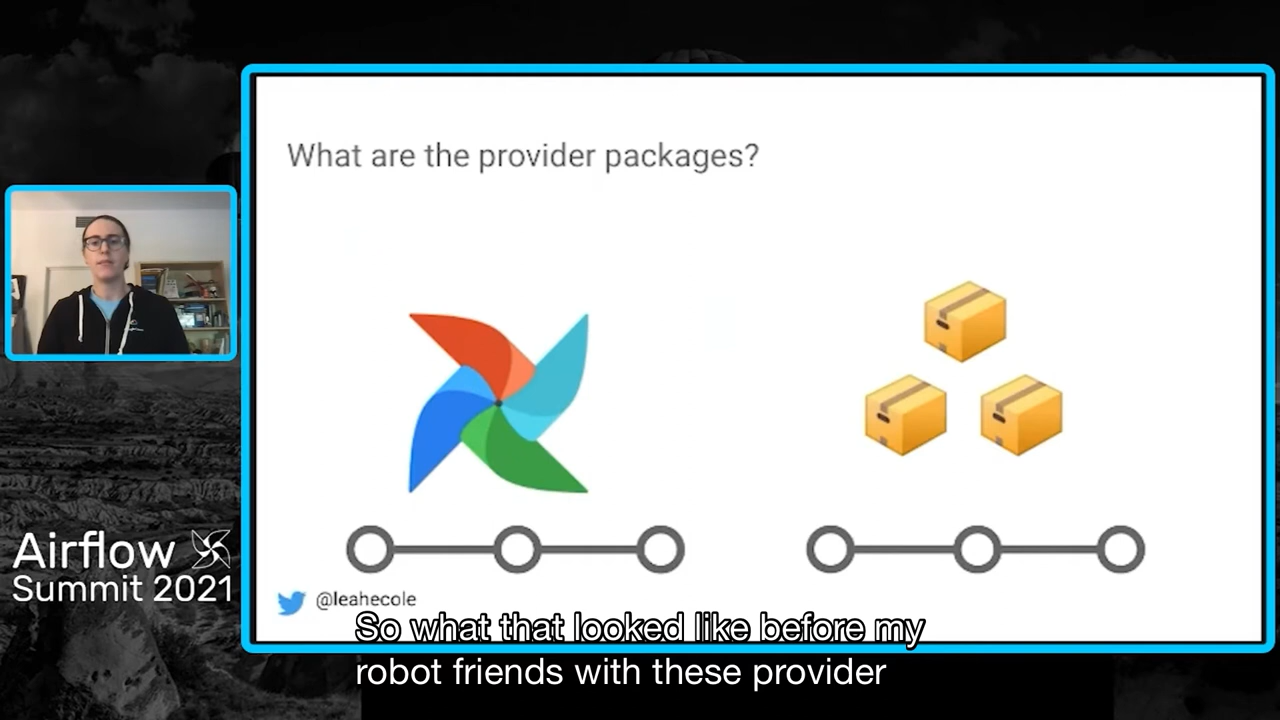 What are the provider packages?
Airflow
Summit 2021
@leahecole
So what that looked like before my
robot friends with these provider